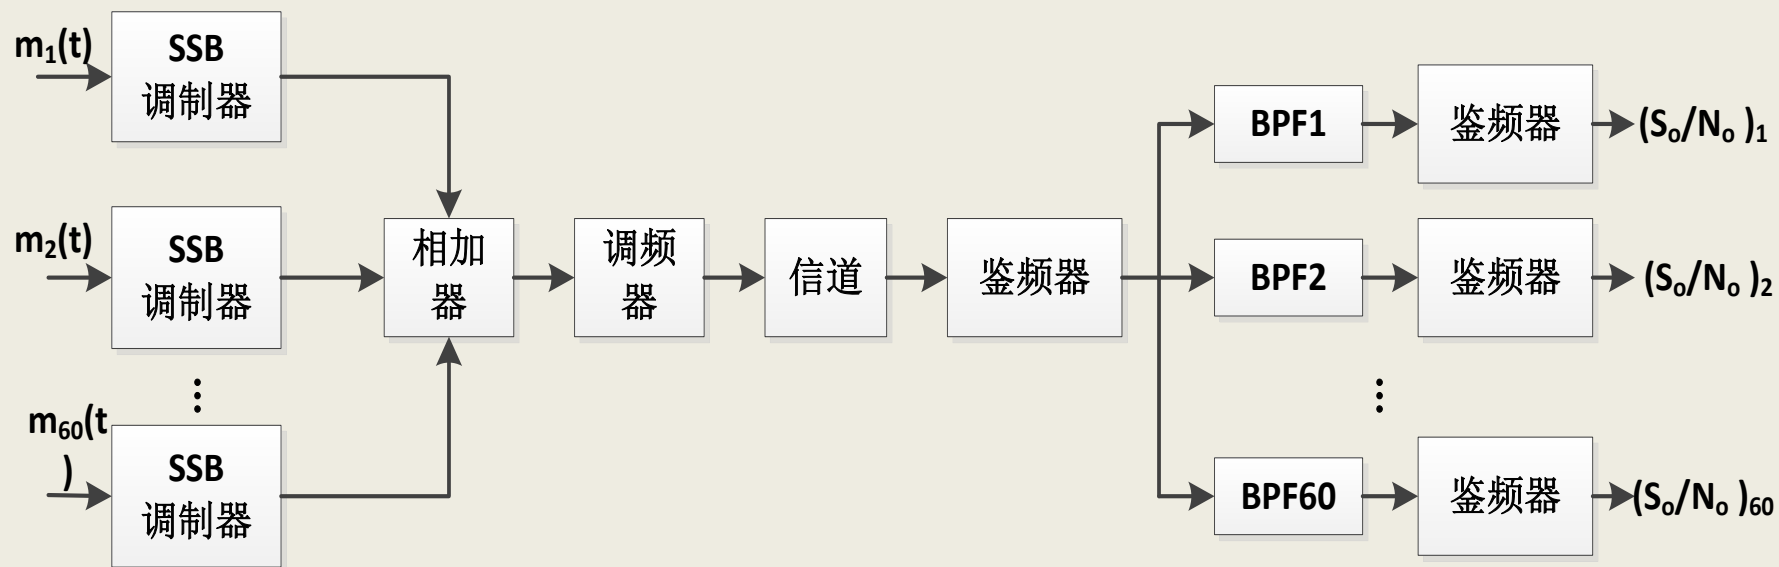 m₁(t)
SSB
调制器
m₂(t)
SSB
调制器
⋮
m₆₀(t
)
SSB
调制器
相加
器
调频
器
信道
鉴频器
BPF1
鉴频器
(Sₒ/Nₒ )₁
BPF2
鉴频器
(Sₒ/Nₒ )₂
⋮
BPF60
鉴频器
(Sₒ/Nₒ )₆₀